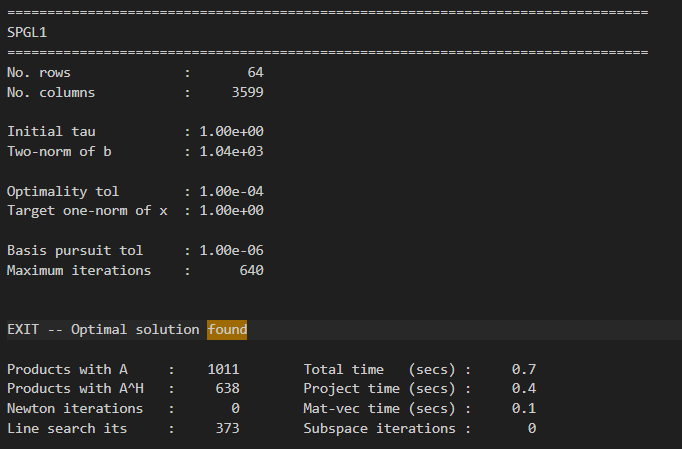 ================================================================================
SPGL1
================================================================================
No. rows              :       64
No. columns           :     3599

Initial tau           : 1.00e+00
Two-norm of b         : 1.04e+03

Optimality tol        : 1.00e-04
Target one-norm of x  : 1.00e+00

Basis pursuit tol     : 1.00e-06
Maximum iterations    :      640

EXIT -- Optimal solution found

Products with A     :    1011        Total time   (secs) :     0.7
Products with A^H   :     638        Project time (secs) :     0.4
Newton iterations   :       0        Mat-vec time (secs) :     0.1
Line search its     :     373        Subspace iterations :       0